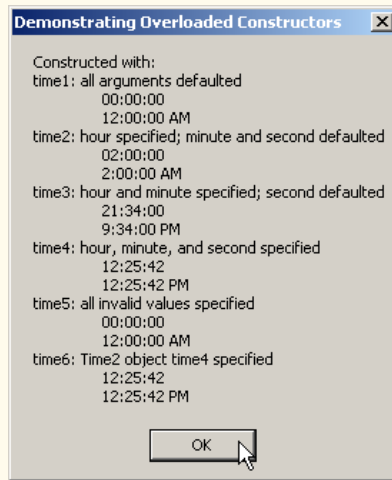 Demonstrating Overloaded Constructors
Constructed with:
time1: all arguments defaulted
00:00:00
12:00:00 AM
time2: hour specified; minute and second defaulted
02:00:00
2:00:00 AM
time3: hour and minute specified; second defaulted
21:34:00
9:34:00 PM
time4: hour, minute, and second specified
12:25:42
12:25:42 PM
time5: all invalid values specified
00:00:00
12:00:00 AM
time6: Time2 object time4 specified
12:25:42
12:25:42 PM
OK